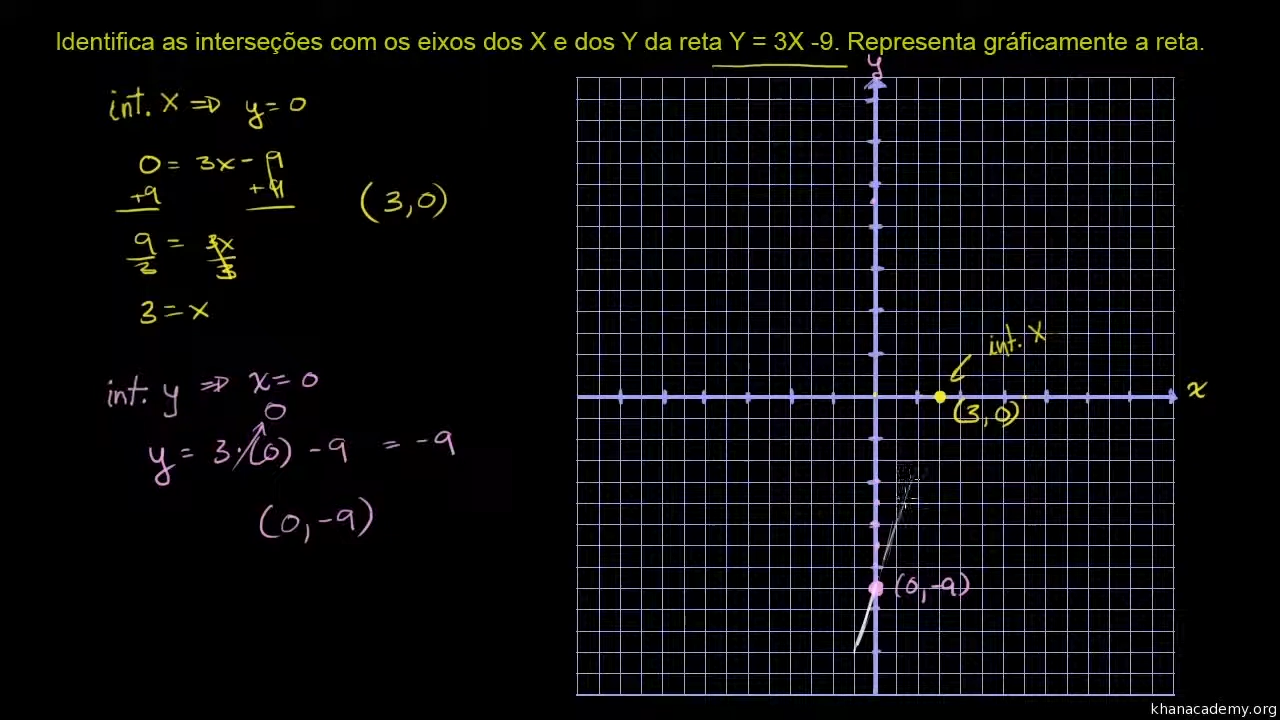 Identifica as interseções com os eixos dos X e dos Y da reta Y = 3X -9. Representa gráficamente a reta.
y
int. X ⇒ y = 0
0 = 3x - 9
+9 +9
(3,0)
9/3 = 3x/3
3 = x
int. X
x
(3,0)
int. y ⇒ x = 0
0
y = 3·(0) - 9 = -9
(0,-9)
(0,-9)
khanacademy.org